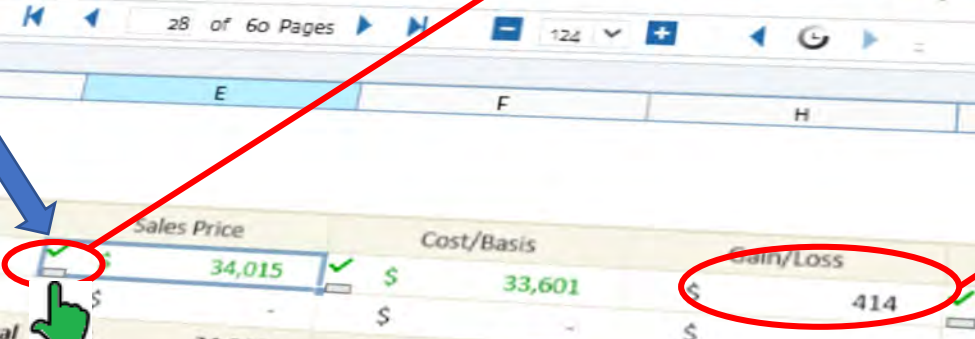 28 of 60 Pages 124
E F H
Sales Price Cost/Basis Gain/Loss
$ 34,015 $ 33,601 $ 414
$ - $ - $